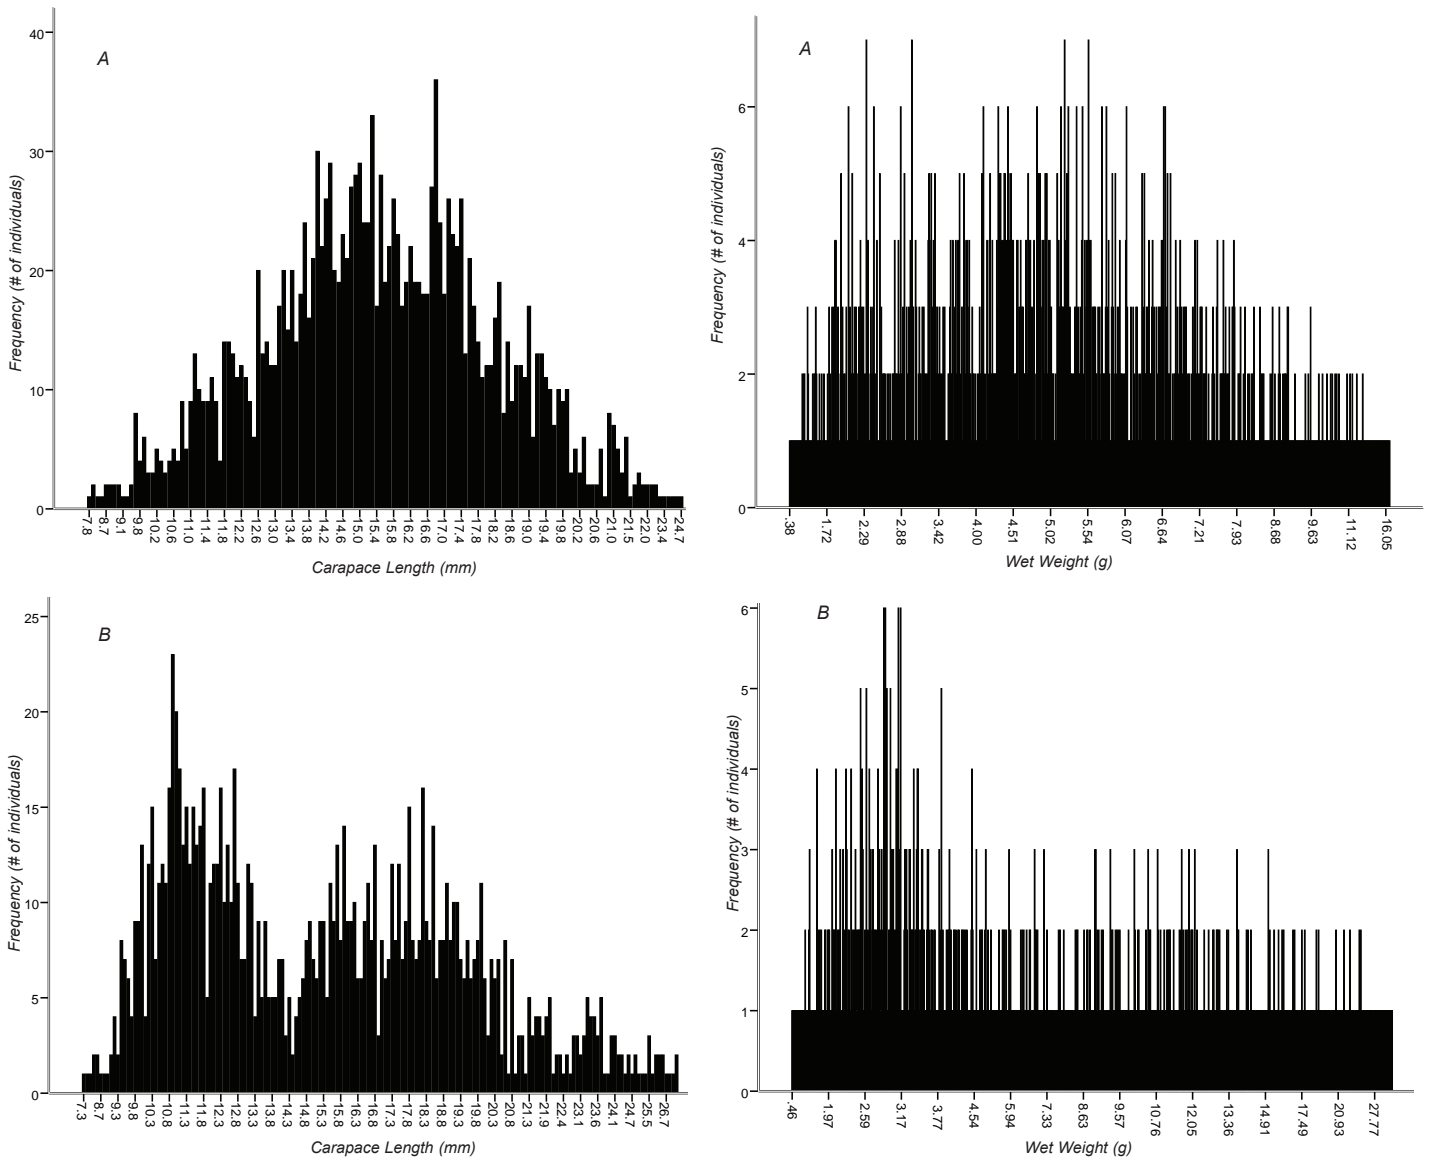 A
Frequency (# of individuals)
40
30
20
10
0
7.8 8.7 9.1 9.8 10.2 10.6 11.0 11.4 11.8 12.2 12.6 13.0 13.8 14.2 14.6 15.0 15.4 15.8 16.2 16.6 17.0 17.4 17.8 18.2 18.6 19.0 19.4 19.8 20.2 20.6 21.0 21.5 22.0 23.4 24.7
Carapace Length (mm)
A
Frequency (# of individuals)
6
4
2
0
.38 1.72 2.29 2.88 3.42 4.00 4.51 5.02 5.54 6.07 6.64 7.21 7.93 8.68 9.63 11.12 16.05
Wet Weight (g)
B
Frequency (# of individuals)
25
20
15
10
5
0
7.3 8.7 9.3 9.8 10.3 10.8 11.3 11.8 12.3 12.8 13.3 13.8 14.3 14.8 15.3 15.8 16.3 16.8 17.3 17.8 18.3 18.8 19.3 19.8 20.3 20.8 21.3 21.9 22.4 23.1 23.6 24.1 24.7 25.5 26.7
Carapace Length (mm)
B
Frequency (# of individuals)
6
5
4
3
2
1
0
.46 1.97 2.59 3.17 3.77 4.54 5.94 7.33 8.63 9.57 10.76 12.05 13.36 14.91 17.49 20.93 27.77
Wet Weight (g)